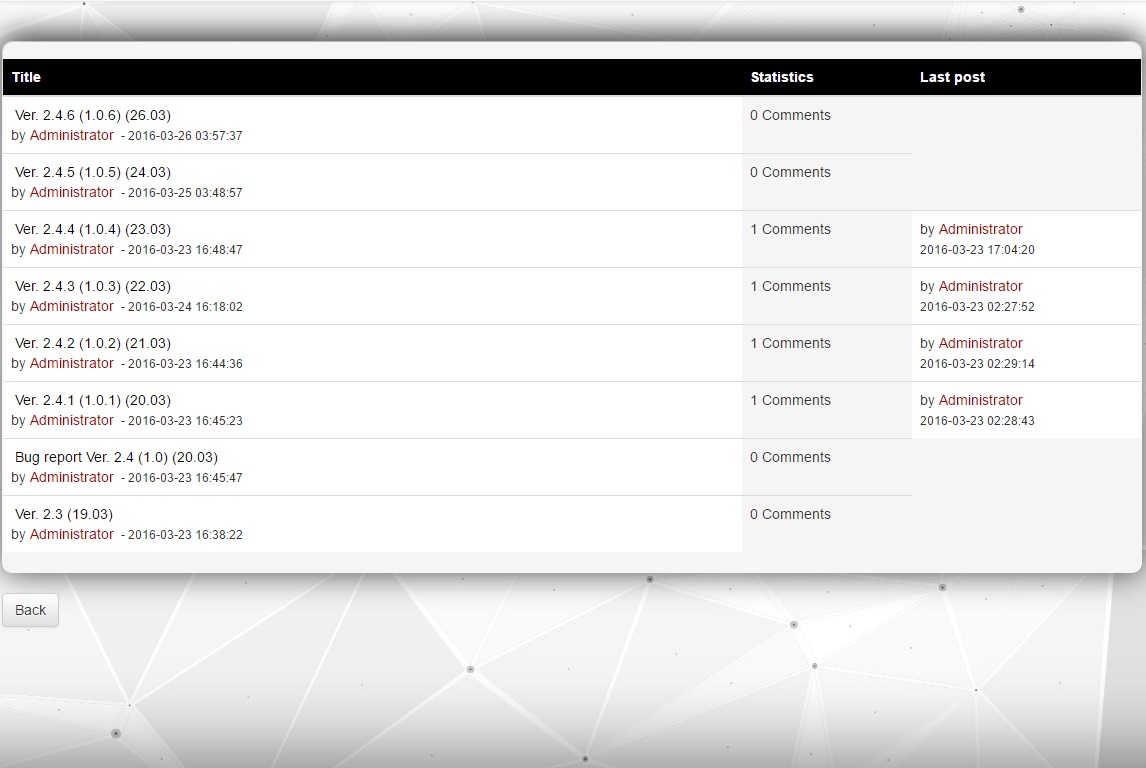 Title Statistics Last post
Ver. 2.4.6 (1.0.6) (26.03) 0 Comments
by Administrator - 2016-03-26 03:57:37
Ver. 2.4.5 (1.0.5) (24.03) 0 Comments
by Administrator - 2016-03-25 03:48:57
Ver. 2.4.4 (1.0.4) (23.03) 1 Comments by Administrator
by Administrator - 2016-03-23 16:48:47 2016-03-23 17:04:20
Ver. 2.4.3 (1.0.3) (22.03) 1 Comments by Administrator
by Administrator - 2016-03-24 16:18:02 2016-03-23 02:27:52
Ver. 2.4.2 (1.0.2) (21.03) 1 Comments by Administrator
by Administrator - 2016-03-23 16:44:36 2016-03-23 02:29:14
Ver. 2.4.1 (1.0.1) (20.03) 1 Comments by Administrator
by Administrator - 2016-03-23 16:45:23 2016-03-23 02:28:43
Bug report Ver. 2.4 (1.0) (20.03) 0 Comments
by Administrator - 2016-03-23 16:45:47
Ver. 2.3 (19.03) 0 Comments
by Administrator - 2016-03-23 16:38:22
Back